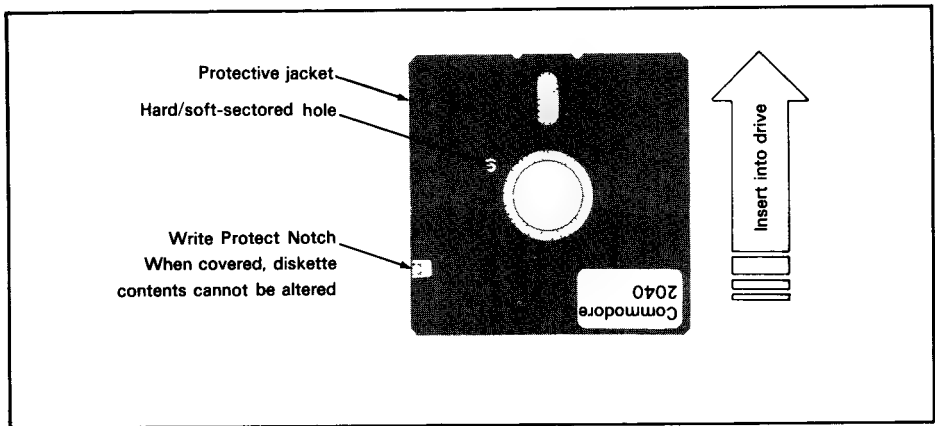 Protective jacket
Hard/soft-sectored hole
Write Protect Notch
When covered, diskette
contents cannot be altered
Commodore
2040
Insert into drive